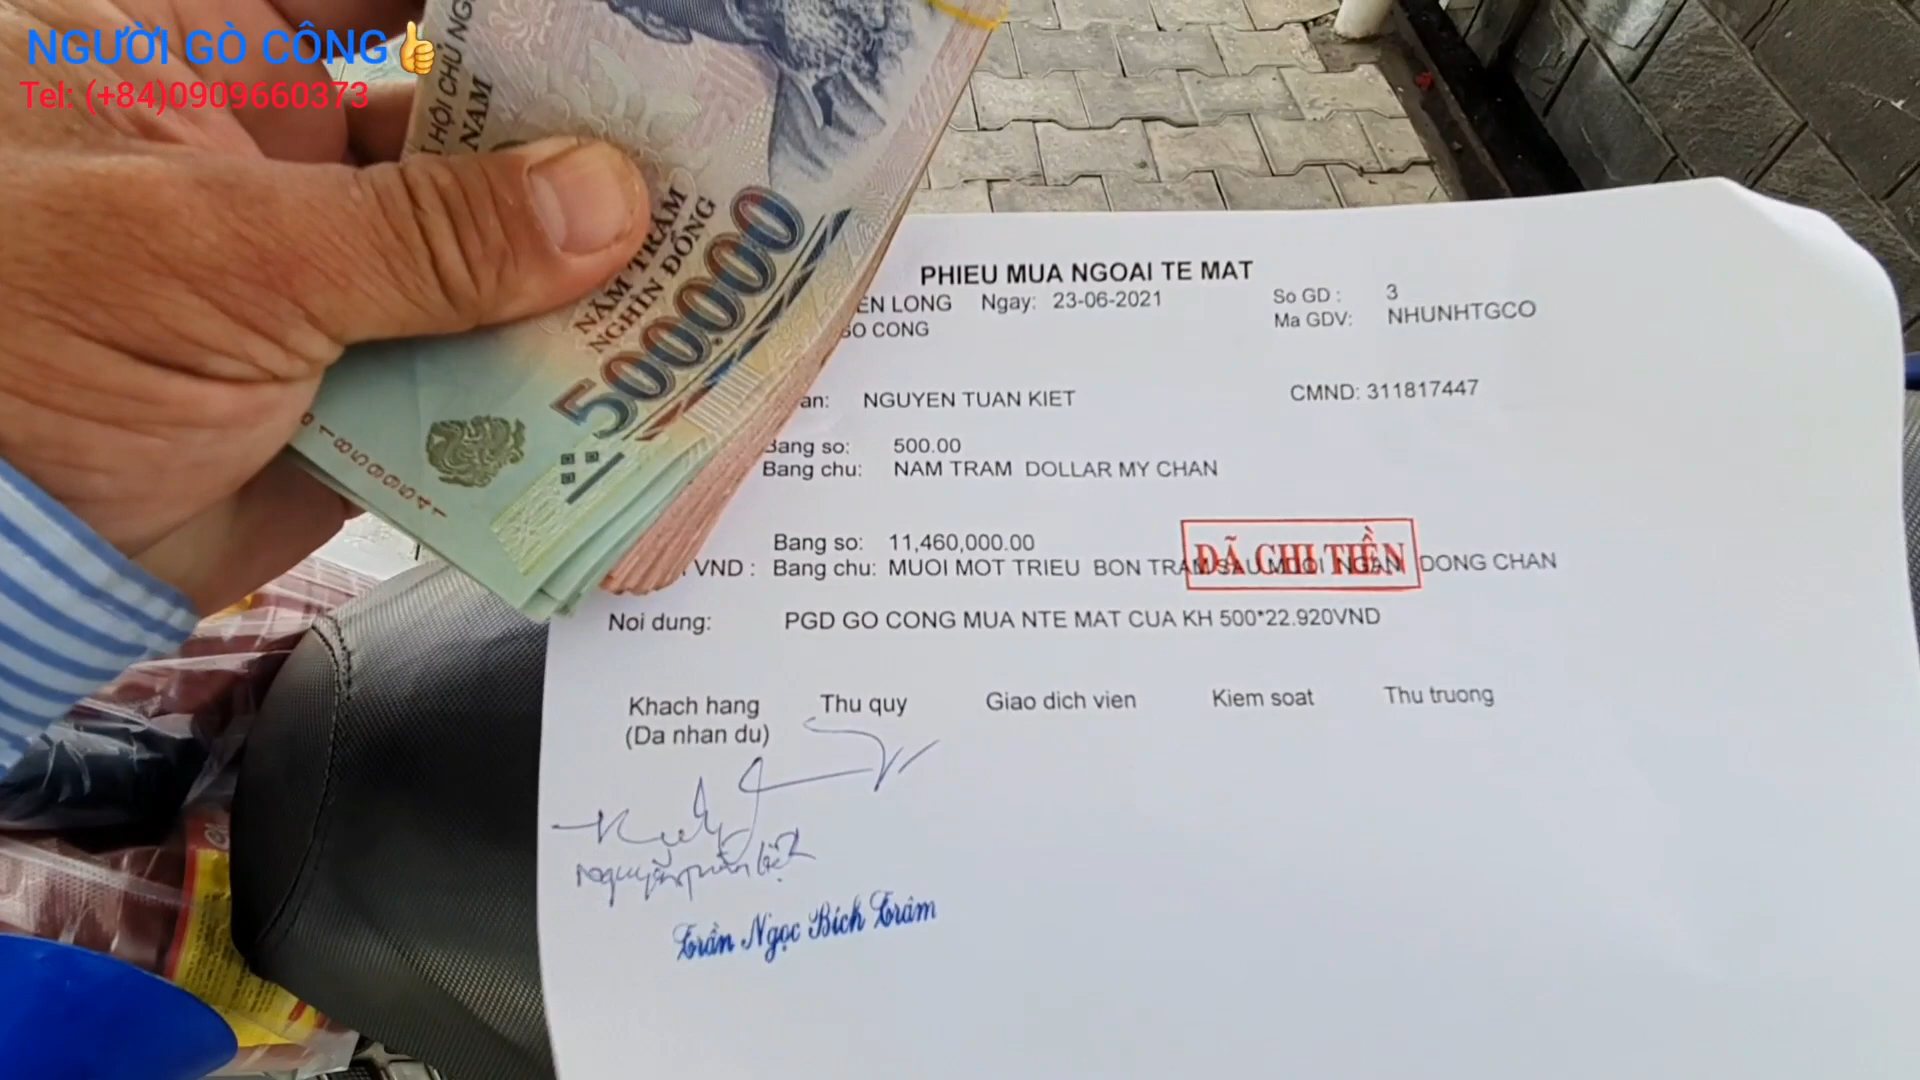 NGƯỜI GÒ CÔNG👍
Tel: (+84)0909660373
HỘI CHỦ
NAM
NĂM TRĂM
NGHÌN ĐỒNG
500000
PHIEU MUA NGOAI TE MAT
EN LONG Ngay: 23-06-2021 So GD : 3
GO CONG Ma GDV: NHUNHTGCO
an: NGUYEN TUAN KIET CMND: 311817447
Bang so: 500.00
Bang chu: NAM TRAM DOLLAR MY CHAN
Bang so: 11,460,000.00
ĐÃ CHI TIỀN
VND : Bang chu: MUOI MOT TRIEU BON TRAM SAU MUOI NGAN DONG CHAN
Noi dung: PGD GO CONG MUA NTE MAT CUA KH 500*22.920VND
Khach hang Thu quy Giao dich vien Kiem soat Thu truong
(Da nhan du)
Trần Ngọc Bích Trâm